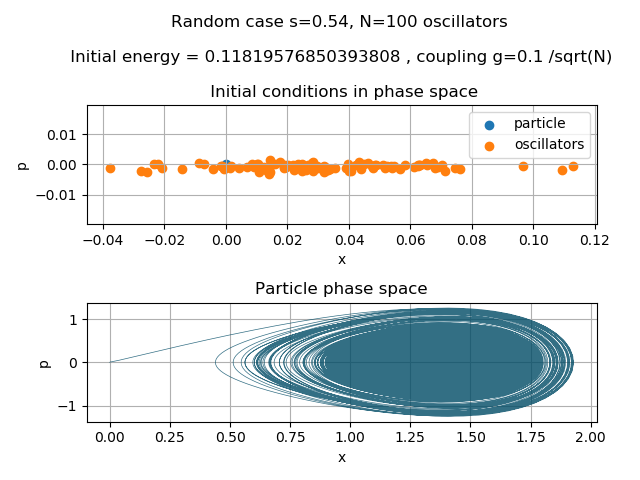 Random case s=0.54, N=100 oscillators
Initial energy = 0.11819576850393808 , coupling g=0.1 /sqrt(N)
Initial conditions in phase space
particle
oscillators
0.01
0.00
−0.01
p
−0.04 −0.02 0.00 0.02 0.04 0.06 0.08 0.10 0.12
x
Particle phase space
1
0
−1
p
0.00 0.25 0.50 0.75 1.00 1.25 1.50 1.75 2.00
x